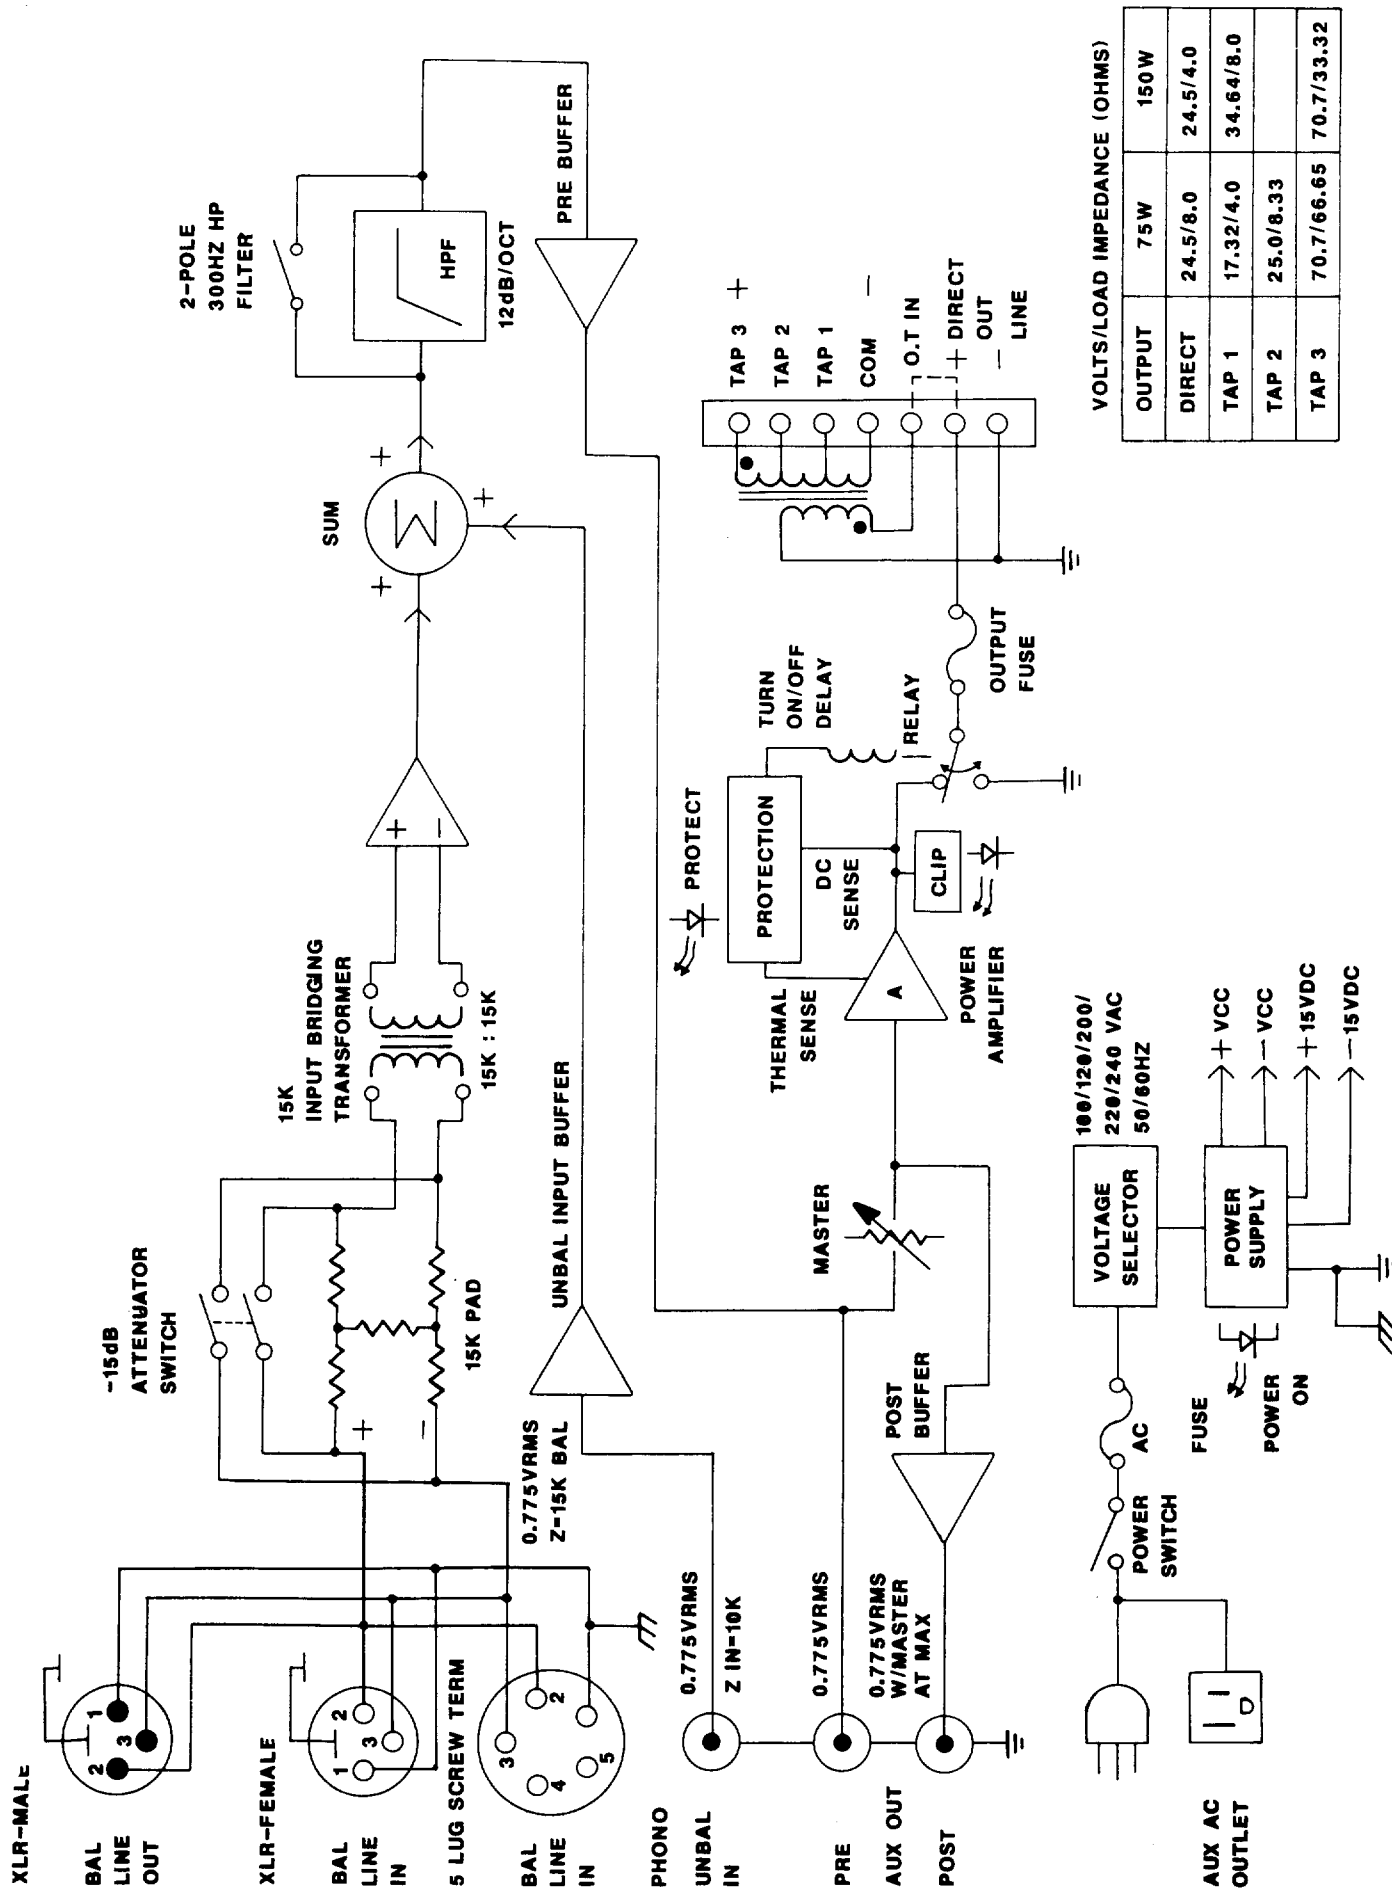 XLR-MALE
BAL
LINE
OUT
1
2
3
XLR-FEMALE
BAL
LINE
IN
1
2
3
5 LUG SCREW TERM
BAL
LINE
IN
2
3
4
5
PHONO
UNBAL
IN
PRE
AUX OUT
POST
0.775VRMS
Z=15K BAL
0.775VRMS
Z IN=10K
0.775VRMS
0.775VRMS
W/MASTER
AT MAX
-15dB
ATTENUATOR
SWITCH
+
−
15K PAD
15K
INPUT BRIDGING
TRANSFORMER
15K : 15K
+
−
UNBAL INPUT BUFFER
SUM
+
+
+
Σ
2-POLE
300HZ HP
FILTER
HPF
12dB/OCT
PRE BUFFER
MASTER
POST
BUFFER
PROTECT
PROTECTION
THERMAL
SENSE
DC
SENSE
A
POWER
AMPLIFIER
CLIP
TURN
ON/OFF
DELAY
RELAY
OUTPUT
FUSE
TAP 3 +
TAP 2
TAP 1
COM −
O.T IN
+ DIRECT
OUT
− LINE
AUX AC
OUTLET
POWER
SWITCH
AC
FUSE
VOLTAGE
SELECTOR
100/120/200/
220/240 VAC
50/60HZ
POWER
SUPPLY
POWER
ON
+ VCC
− VCC
+ 15VDC
− 15VDC
VOLTS/LOAD IMPEDANCE (OHMS)
OUTPUT 75W 150W
DIRECT 24.5/8.0 24.5/4.0
TAP 1 17.32/4.0 34.64/8.0
TAP 2 25.0/8.33
TAP 3 70.7/66.65 70.7/33.32